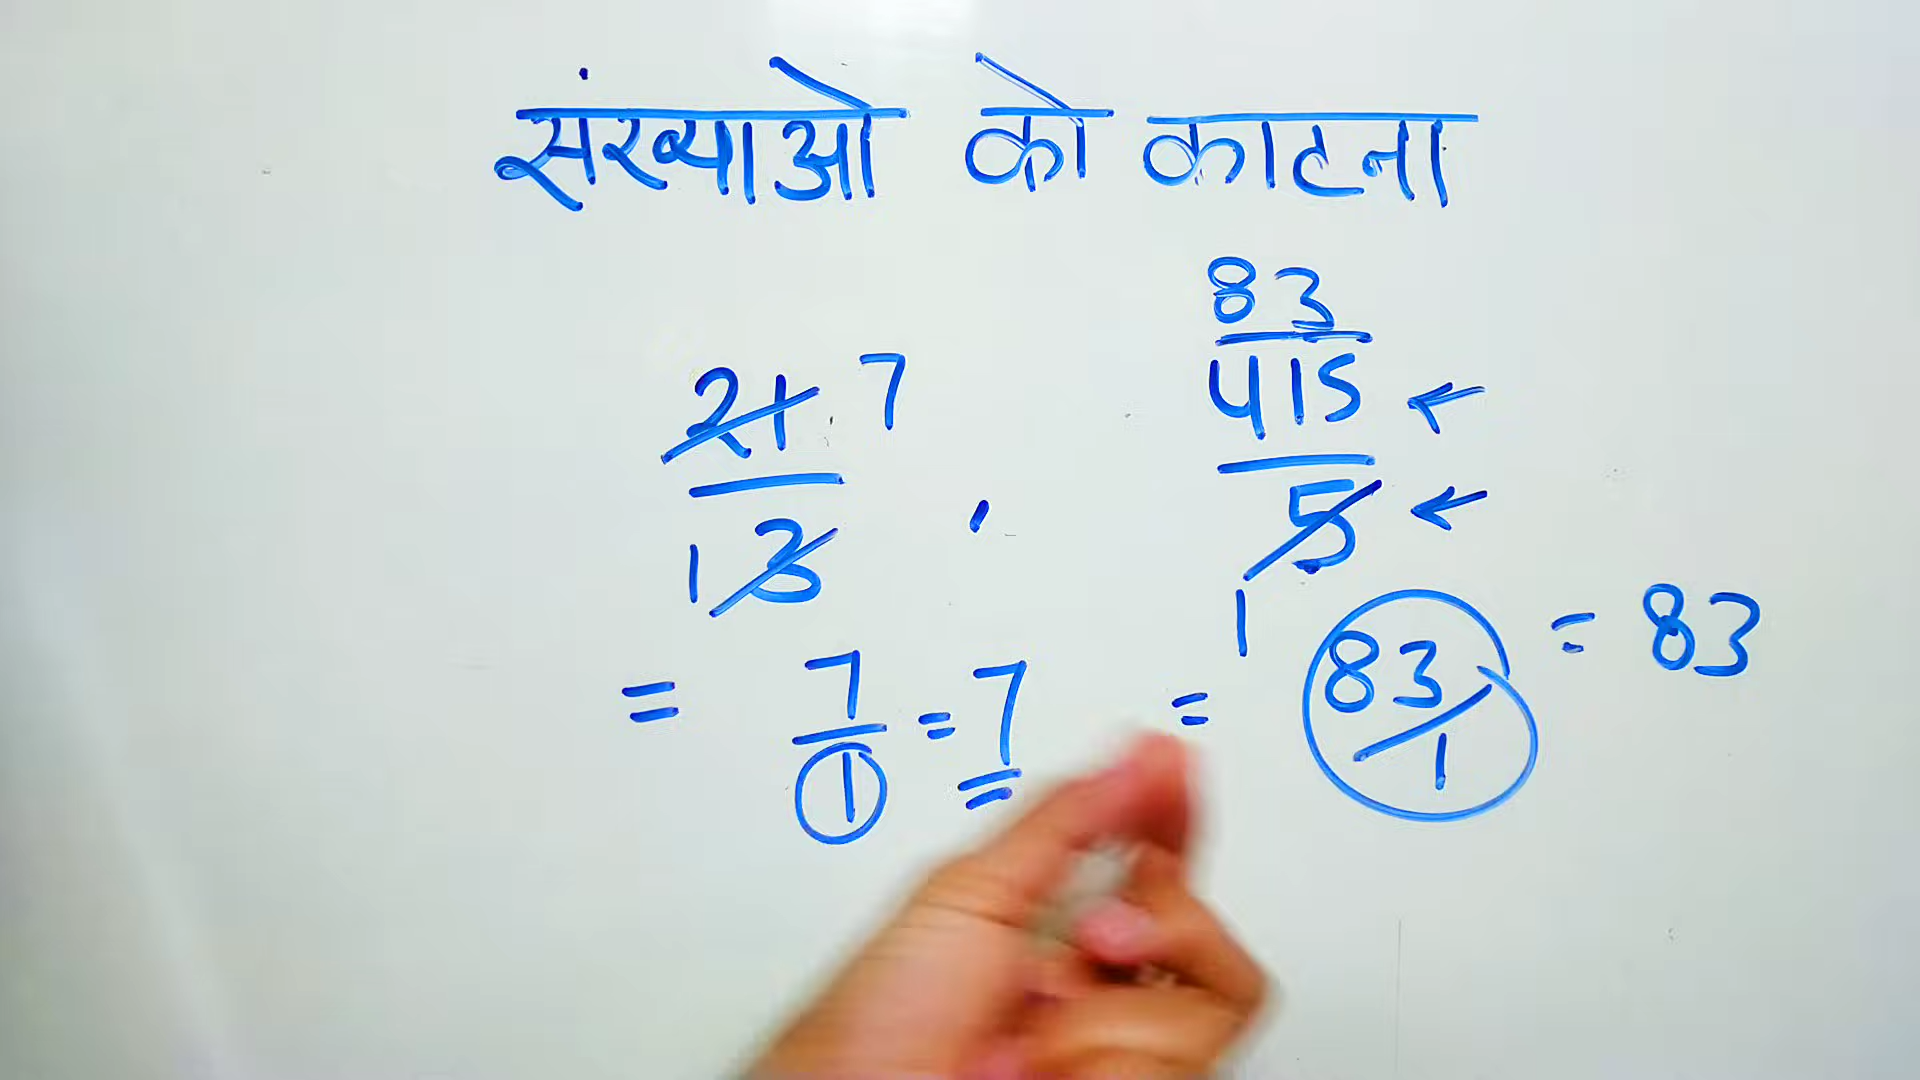 संख्याओ को काटना
21 7
1 3
= 7/1 = 7
83
415 ←
5 ←
1
= 83/1 = 83